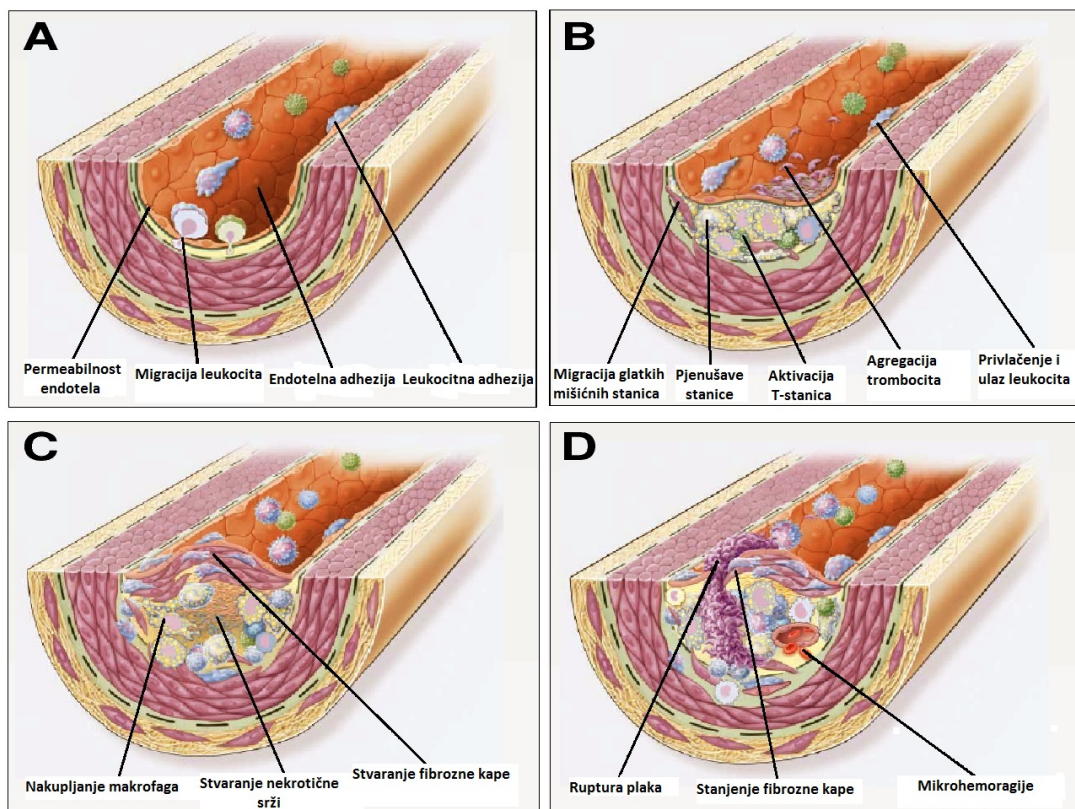 A
Permeabilnost
endotela
Migracija leukocita
Endotelna adhezija
Leukocitna adhezija
B
Migracija glatkih
mišićnih stanica
Pjenušave
stanice
Aktivacija
T-stanica
Agregacija
trombocita
Privlačenje i
ulaz leukocita
C
Nakupljanje makrofaga
Stvaranje nekrotične
srži
Stvaranje fibrozne kape
D
Ruptura plaka
Stanjenje fibrozne kape
Mikrohemoragije